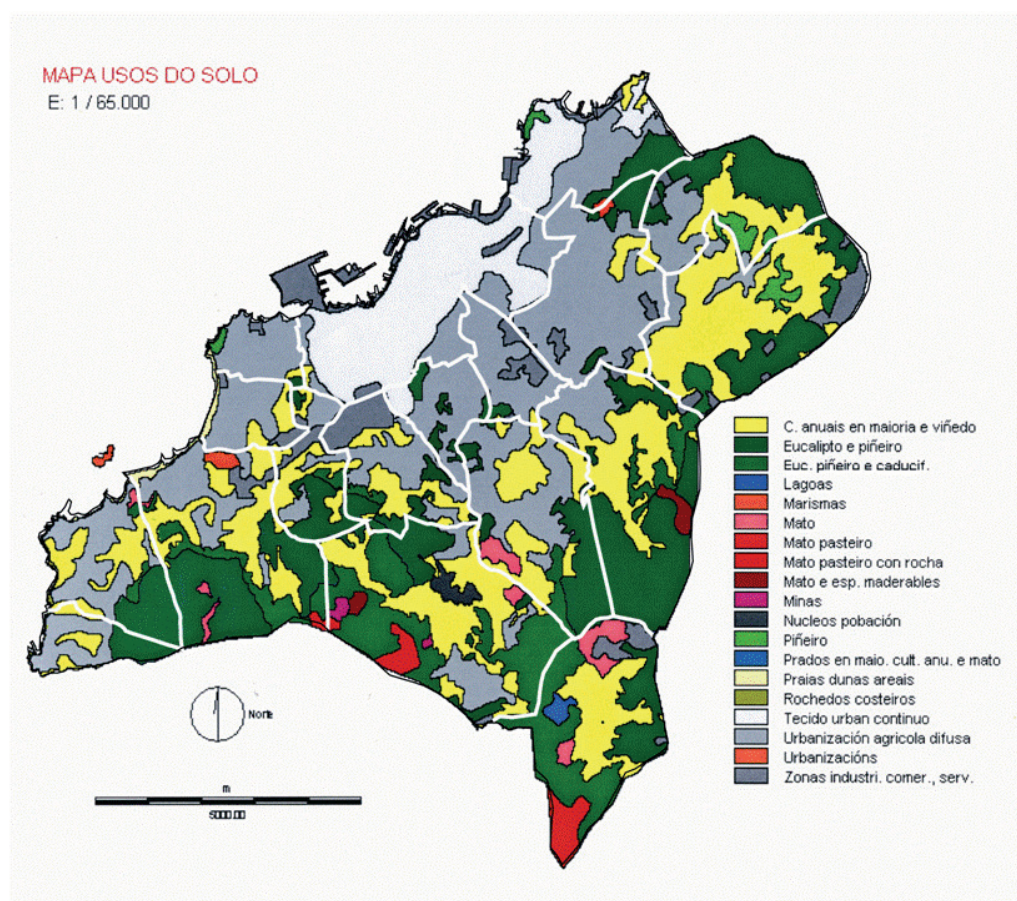 MAPA USOS DO SOLO
E: 1 / 65.000
C. anuais en maioria e viñedo
Eucalipto e piñeiro
Euc. piñeiro e caducif.
Lagoas
Marismas
Mato
Mato pasteiro
Mato pasteiro con rocha
Mato e esp. maderables
Minas
Nucleos pobación
Piñeiro
Prados en maio. cult. anu. e mato
Praias dunas areais
Rochedos costeiros
Tecido urban continuo
Urbanización agricola difusa
Urbanizacións
Zonas industri. comer., serv.
Norte
m
5000.00